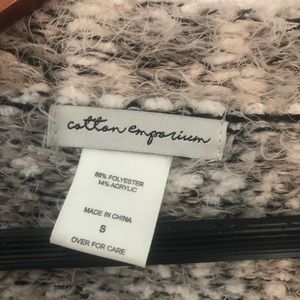 cotton emporium
86% POLYESTER
14% ACRYLIC
MADE IN CHINA
S
OVER FOR CARE